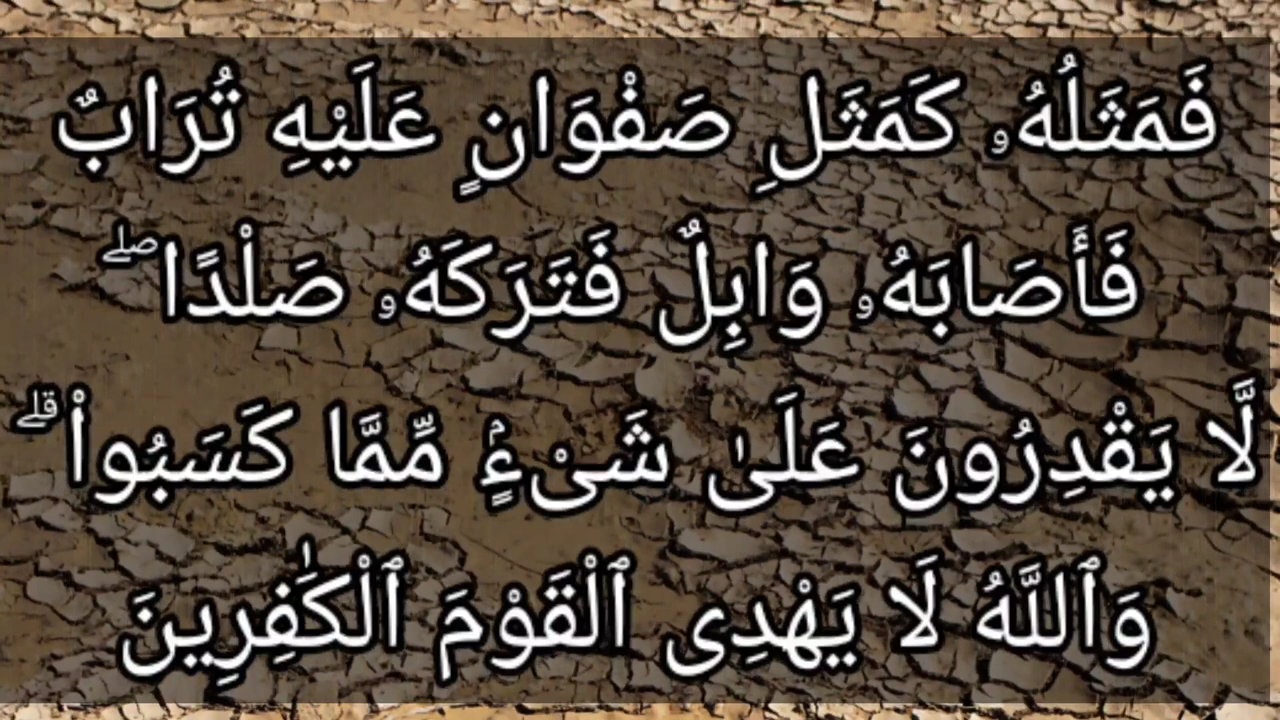 فَمَثَلُهُۥ كَمَثَلِ صَفْوَانٍ عَلَيْهِ تُرَابٌ
فَأَصَابَهُۥ وَابِلٌ فَتَرَكَهُۥ صَلْدًا ۖ
لَّا يَقْدِرُونَ عَلَىٰ شَىْءٍۢ مِّمَّا كَسَبُوا۟ ۗ
وَٱللَّهُ لَا يَهْدِى ٱلْقَوْمَ ٱلْكَٰفِرِينَ